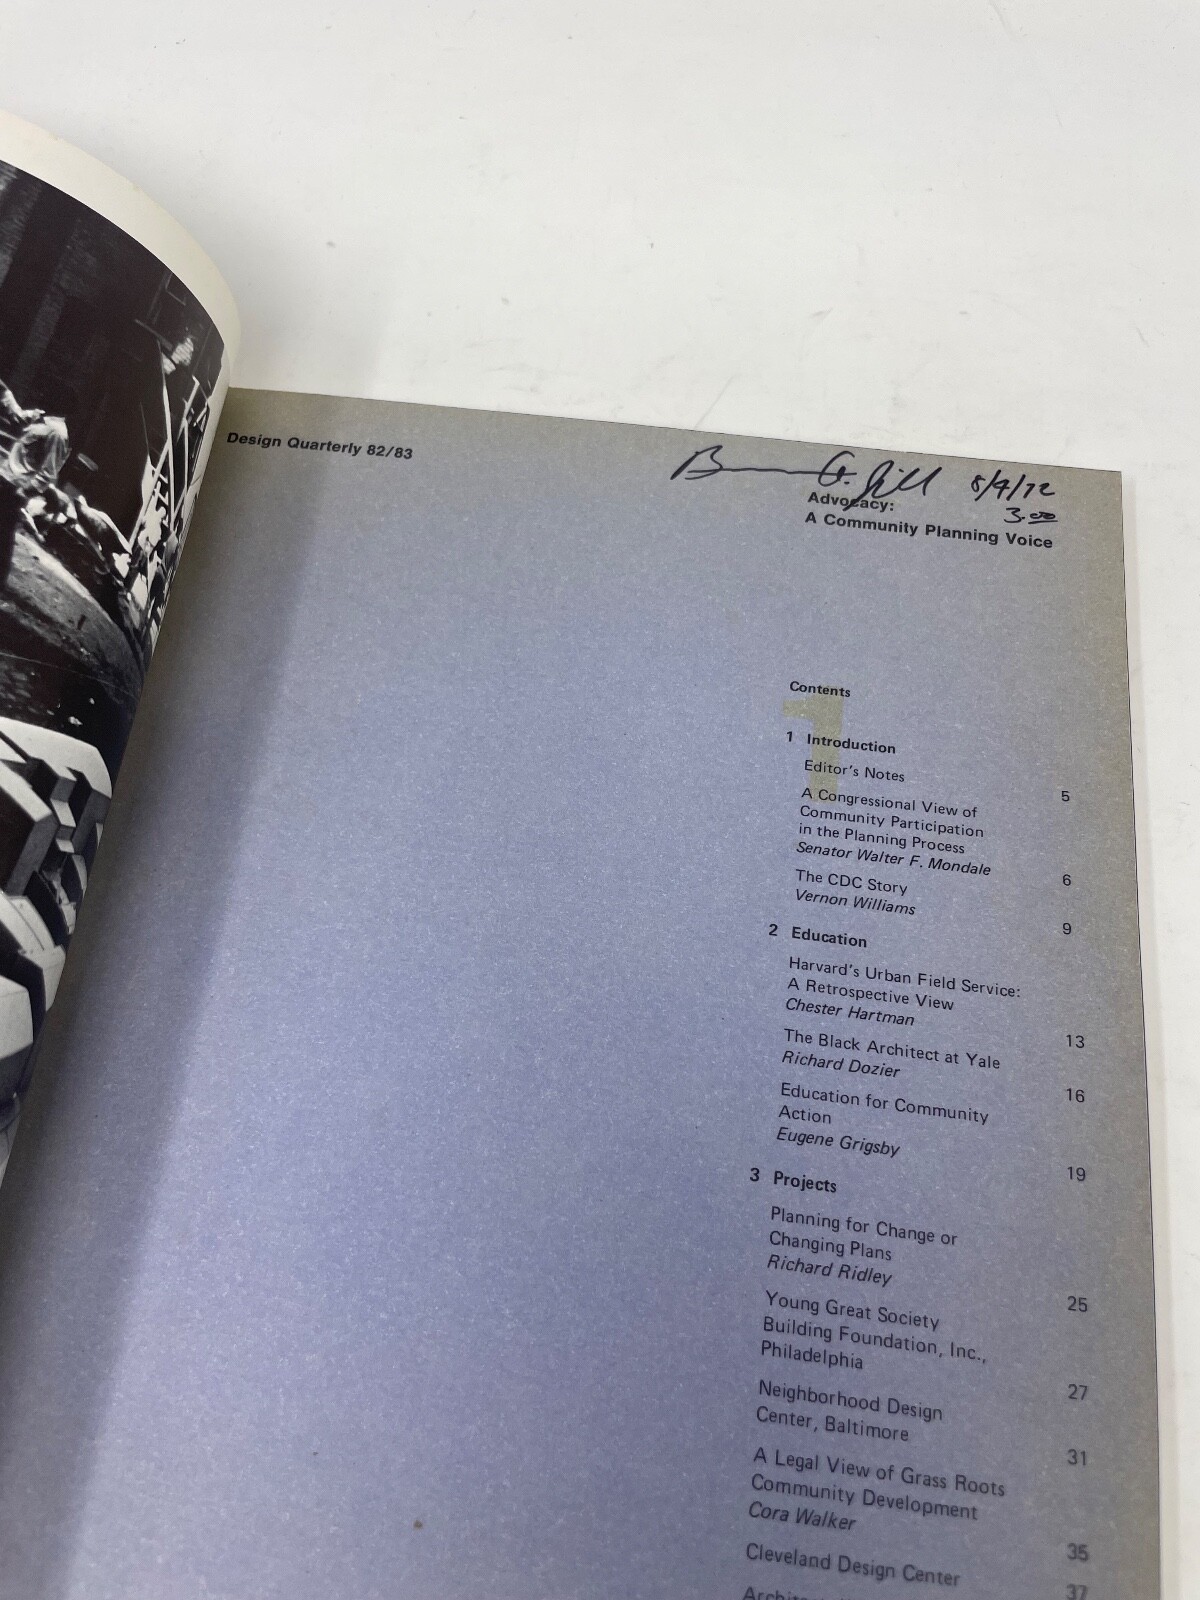 Design Quarterly 82/83
8/9/72
3.00
Advocacy:
A Community Planning Voice
Contents
1
1 Introduction
Editor's Notes 5
A Congressional View of
Community Participation
in the Planning Process
Senator Walter F. Mondale 6
The CDC Story
Vernon Williams 9
2 Education
Harvard's Urban Field Service:
A Retrospective View
Chester Hartman 13
The Black Architect at Yale
Richard Dozier 16
Education for Community
Action
Eugene Grigsby 19
3 Projects
Planning for Change or
Changing Plans
Richard Ridley 25
Young Great Society
Building Foundation, Inc.,
Philadelphia 27
Neighborhood Design
Center, Baltimore 31
A Legal View of Grass Roots
Community Development
Cora Walker 35
Cleveland Design Center 37